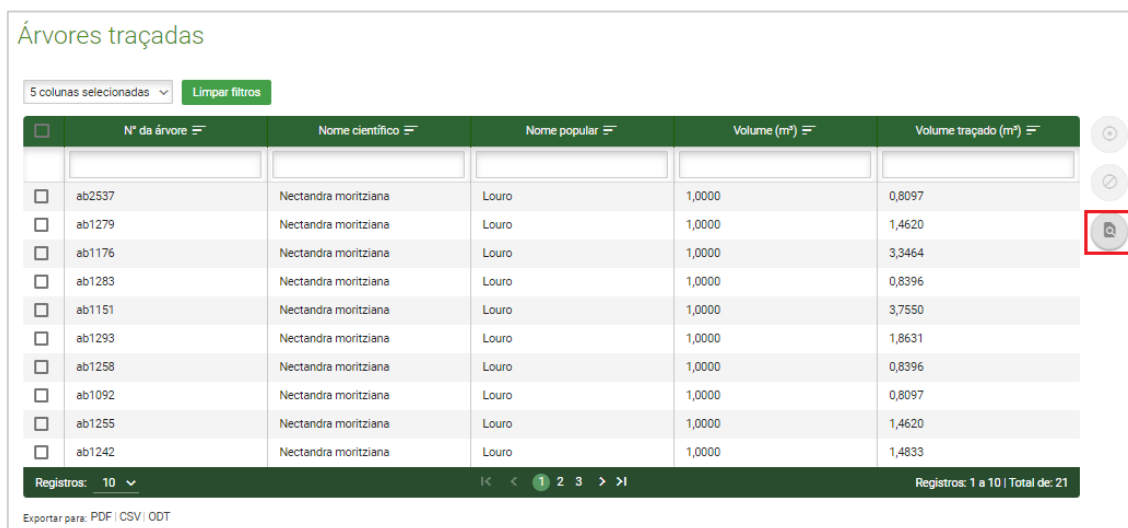 Árvores traçadas
5 colunas selecionadas Limpar filtros
N° da árvore Nome científico Nome popular Volume (m³) Volume traçado (m³)
ab2537 Nectandra moritziana Louro 1,0000 0,8097
ab1279 Nectandra moritziana Louro 1,0000 1,4620
ab1176 Nectandra moritziana Louro 1,0000 3,3464
ab1283 Nectandra moritziana Louro 1,0000 0,8396
ab1151 Nectandra moritziana Louro 1,0000 3,7550
ab1293 Nectandra moritziana Louro 1,0000 1,8631
ab1258 Nectandra moritziana Louro 1,0000 0,8396
ab1092 Nectandra moritziana Louro 1,0000 0,8097
ab1255 Nectandra moritziana Louro 1,0000 1,4620
ab1242 Nectandra moritziana Louro 1,0000 1,4833
Registros: 10 1 2 3 Registros: 1 a 10 | Total de: 21
Exportar para: PDF | CSV | ODT